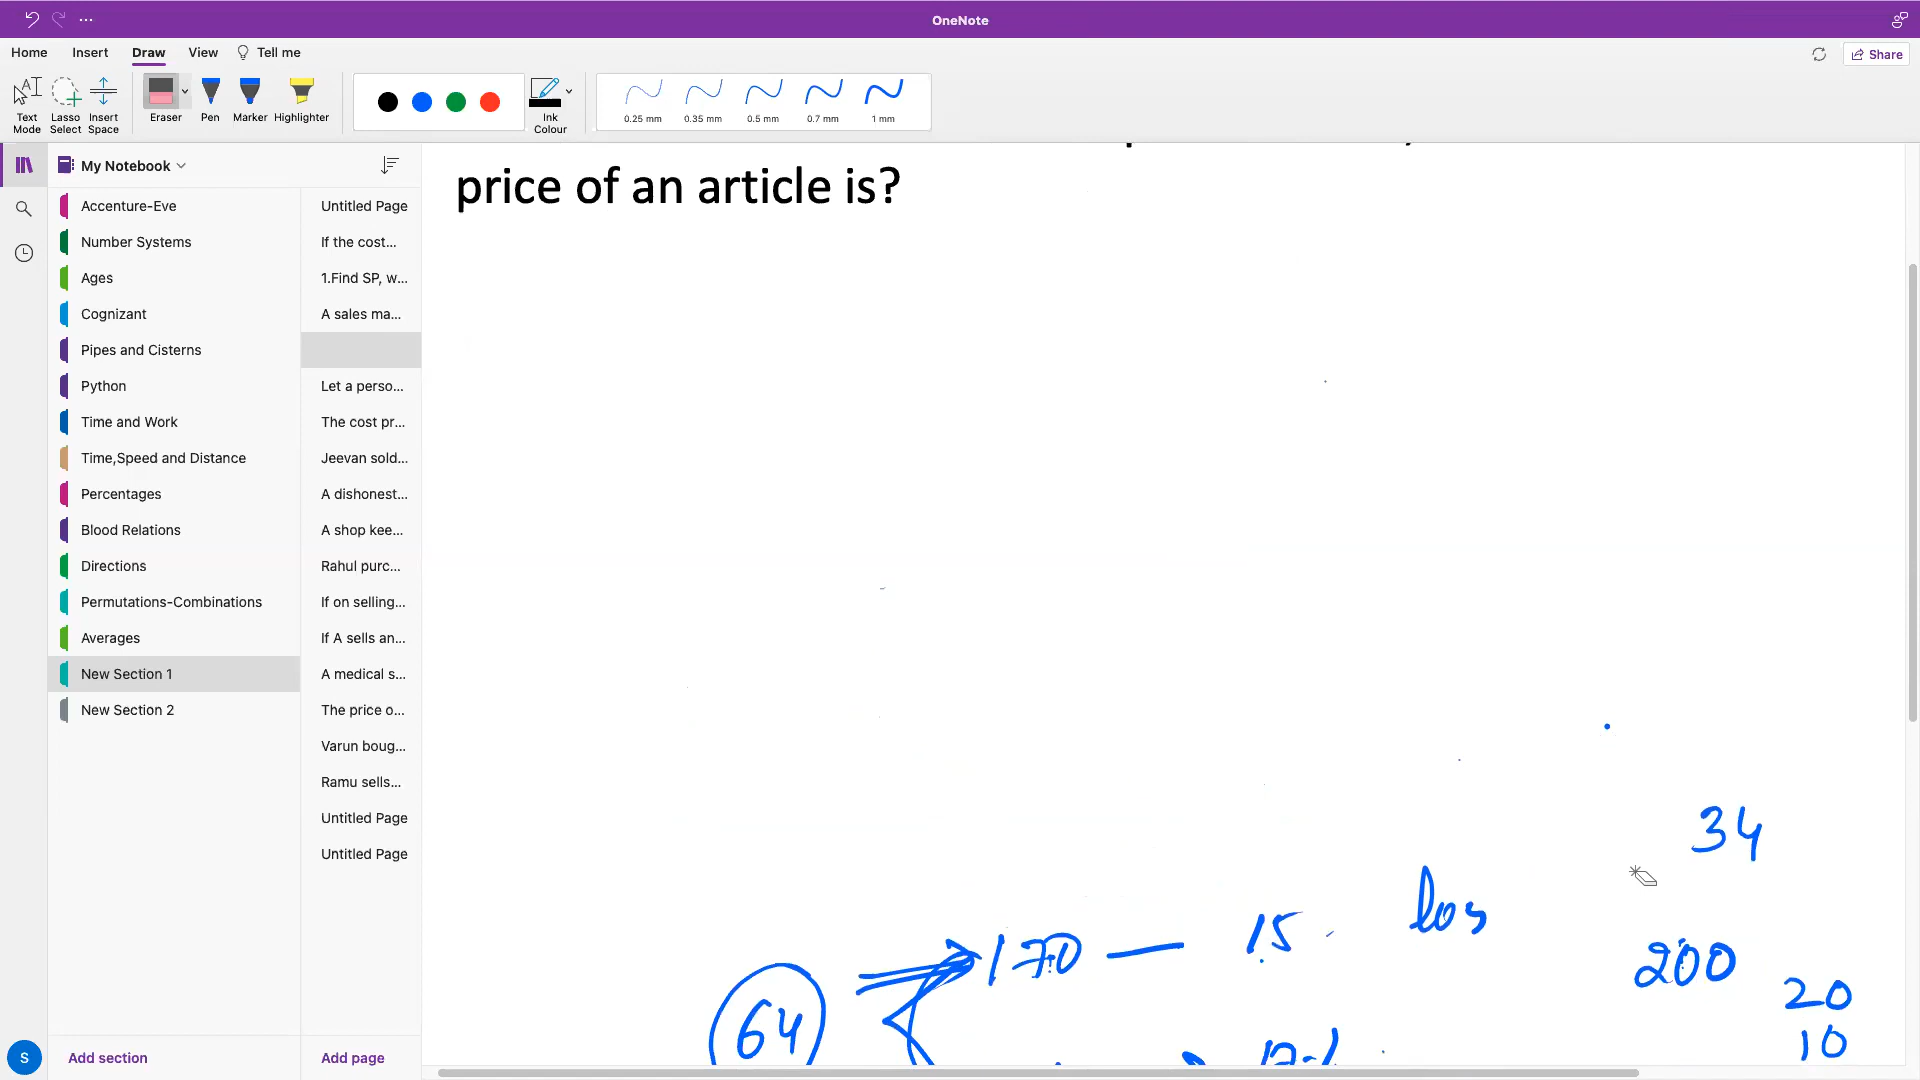 OneNote
Home Insert Draw View Tell me
Share
Text Mode
Lasso Select
Insert Space
Eraser
Pen
Marker
Highlighter
Ink Colour
0.25 mm
0.35 mm
0.5 mm
0.7 mm
1 mm
My Notebook
Accenture-Eve
Number Systems
Ages
Cognizant
Pipes and Cisterns
Python
Time and Work
Time,Speed and Distance
Percentages
Blood Relations
Directions
Permutations-Combinations
Averages
New Section 1
New Section 2
Add section
S
Untitled Page
If the cost...
1.Find SP, w...
A sales ma...
Let a perso...
The cost pr...
Jeevan sold...
A dishonest...
A shop kee...
Rahul purc...
If on selling...
If A sells an...
A medical s...
The price o...
Varun boug...
Ramu sells...
Untitled Page
Untitled Page
Add page
price of an article is?
34
170 — 15 los
200
20
64
10